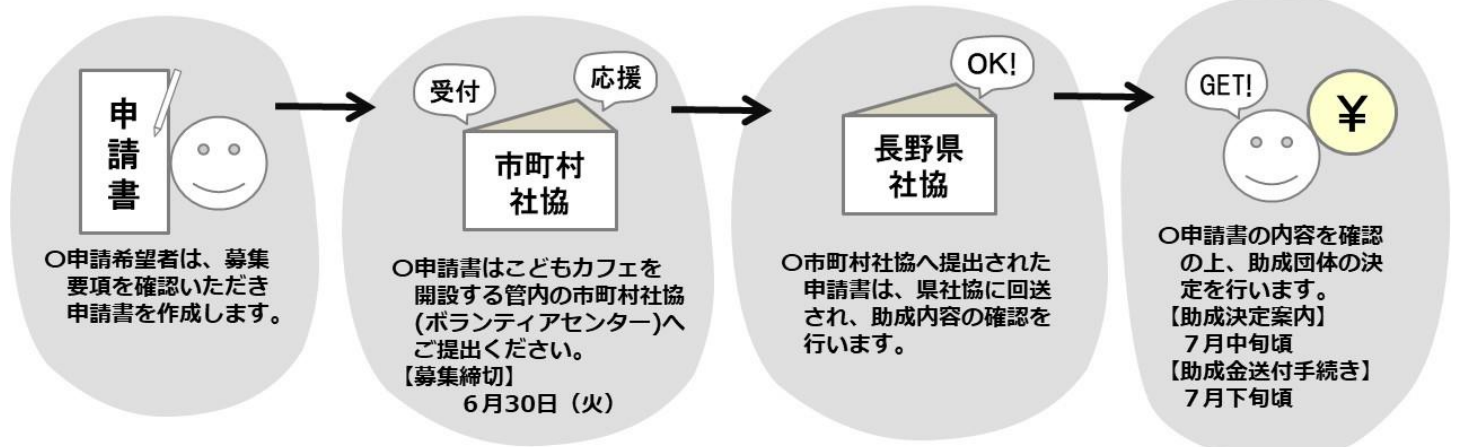 申請書
〇申請希望者は、募集
要項を確認いただき
申請書を作成します。
受付
応援
市町村
社協
〇申請書はこどもカフェを
開設する管内の市町村社協
(ボランティアセンター)へ
ご提出ください。
【募集締切】
6月30日（火）
OK!
長野県
社協
〇市町村社協へ提出された
申請書は、県社協に回送
され、助成内容の確認を
行います。
GET!
¥
〇申請書の内容を確認
の上、助成団体の決
定を行います。
【助成決定案内】
７月中旬頃
【助成金送付手続き】
７月下旬頃